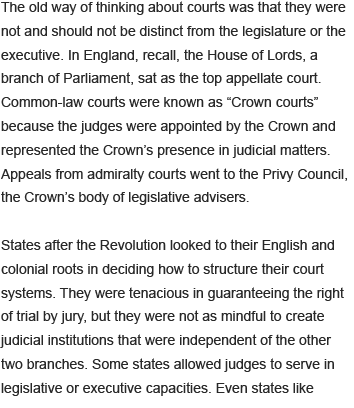 The old way of thinking about courts was that they were
not and should not be distinct from the legislature or the
executive. In England, recall, the House of Lords, a
branch of Parliament, sat as the top appellate court.
Common-law courts were known as “Crown courts”
because the judges were appointed by the Crown and
represented the Crown’s presence in judicial matters.
Appeals from admiralty courts went to the Privy Council,
the Crown’s body of legislative advisers.
States after the Revolution looked to their English and
colonial roots in deciding how to structure their court
systems. They were tenacious in guaranteeing the right
of trial by jury, but they were not as mindful to create
judicial institutions that were independent of the other
two branches. Some states allowed judges to serve in
legislative or executive capacities. Even states like